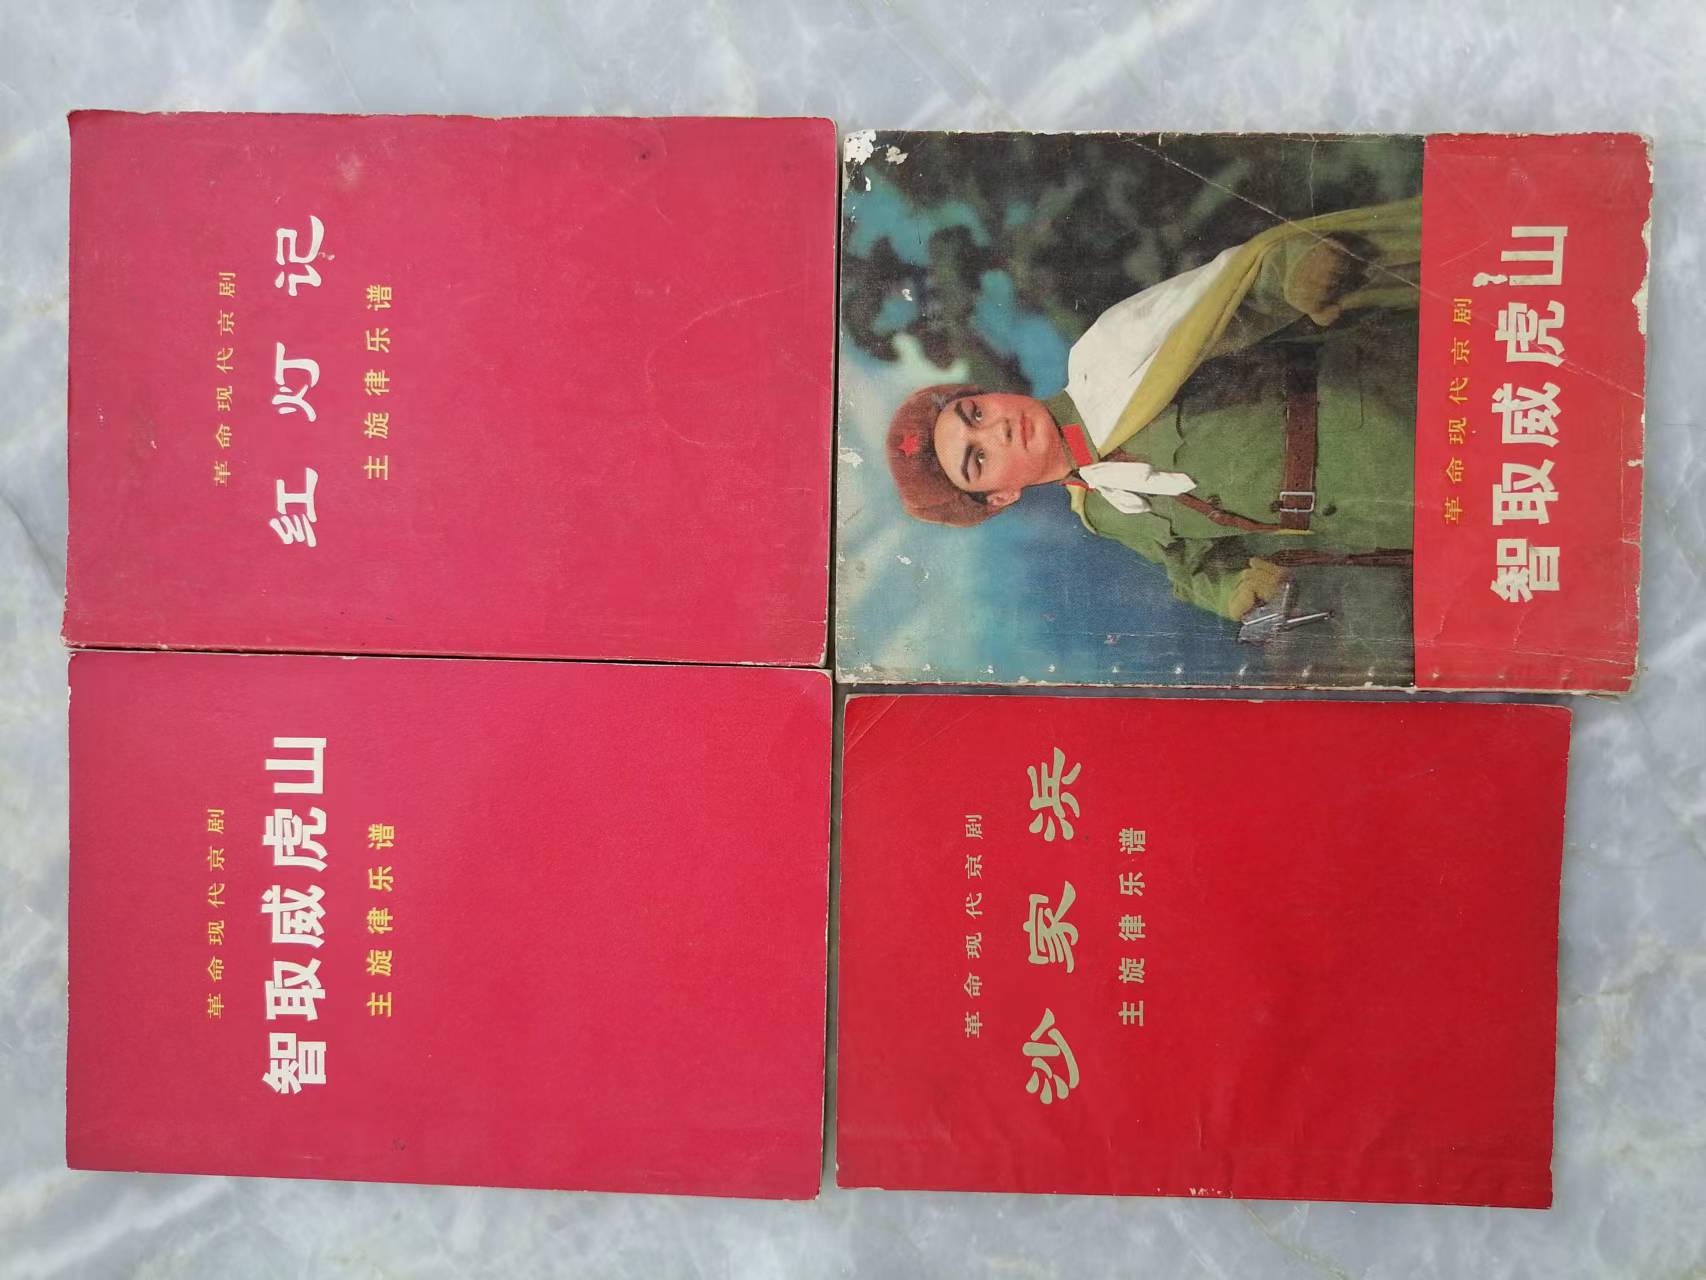 革命现代京剧
红灯记
主旋律乐谱
革命现代京剧
智取威虎山
革命现代京剧
智取威虎山
主旋律乐谱
革命现代京剧
沙家浜
主旋律乐谱